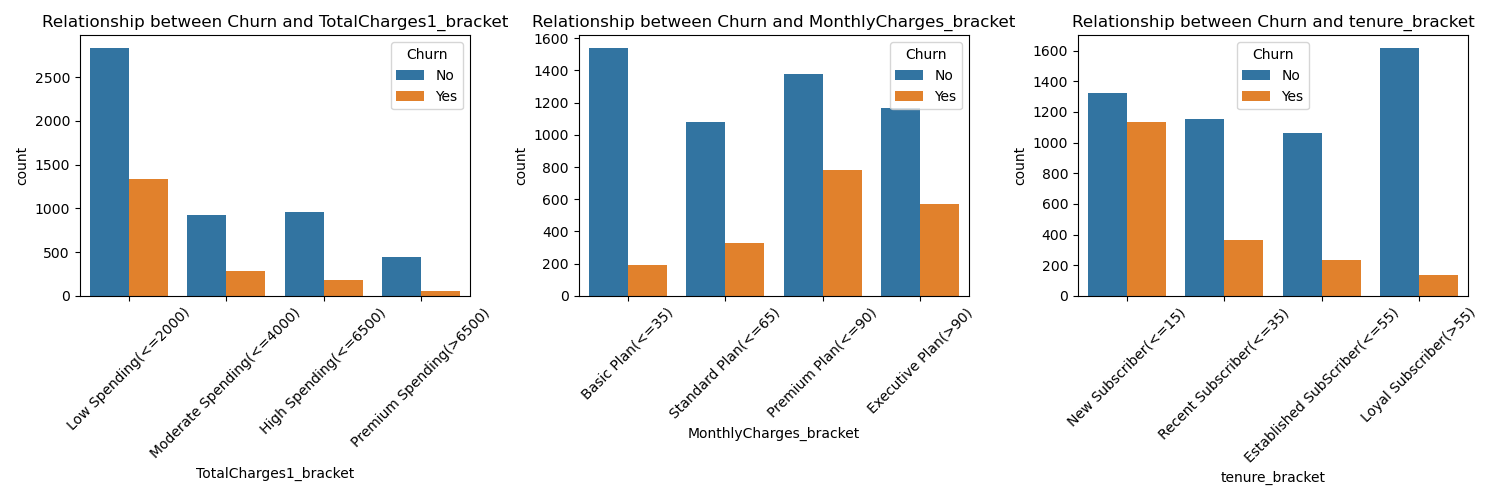 Relationship between Churn and TotalCharges1_bracket
Churn
No
Yes
2500
2000
1500
1000
500
0
count
Low Spending(<=2000)
Moderate Spending(<=4000)
High Spending(<=6500)
Premium Spending(>6500)
TotalCharges1_bracket
Relationship between Churn and MonthlyCharges_bracket
Churn
No
Yes
1600
1400
1200
1000
800
600
400
200
0
count
Basic Plan(<=35)
Standard Plan(<=65)
Premium Plan(<=90)
Executive Plan(>90)
MonthlyCharges_bracket
Relationship between Churn and tenure_bracket
Churn
No
Yes
1600
1400
1200
1000
800
600
400
200
0
count
New Subscriber(<=15)
Recent Subscriber(<=35)
Established SubScriber(<=55)
Loyal Subscriber(>55)
tenure_bracket